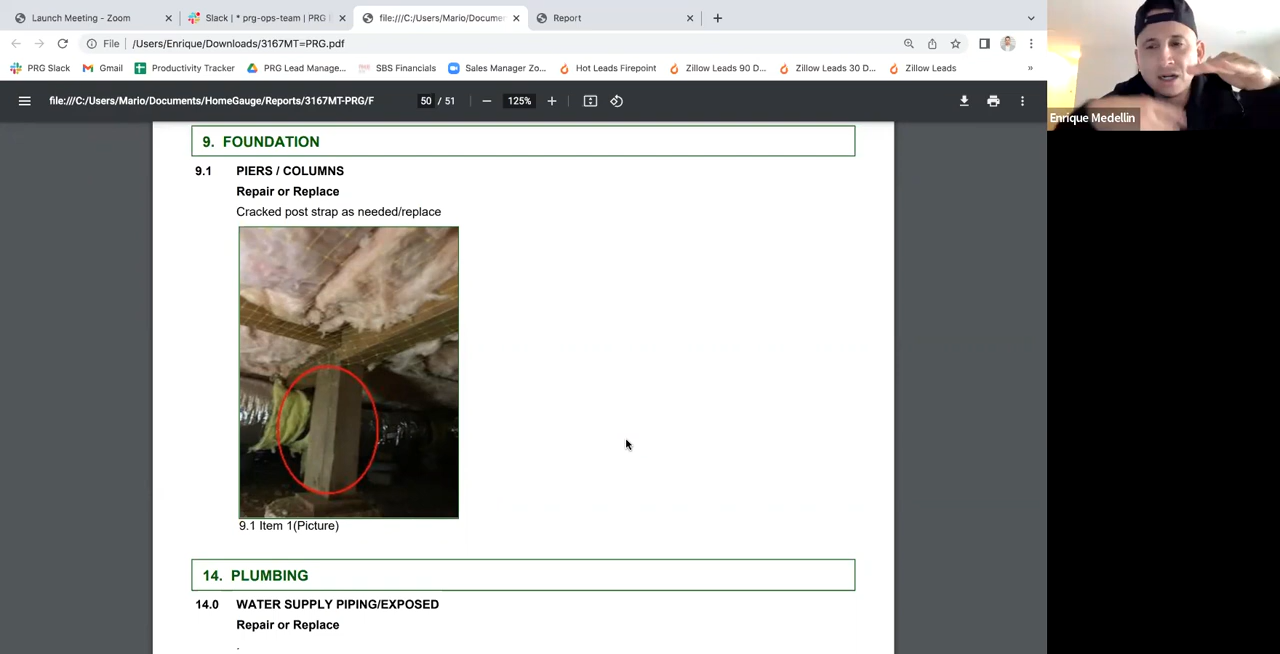 Launch Meeting - Zoom
Slack | * prg-ops-team | PRG
file:///C:/Users/Mario/Documen
Report
File
/Users/Enrique/Downloads/3167MT=PRG.pdf
PRG Slack
Gmail
Productivity Tracker
PRG Lead Manage...
SBS Financials
Sales Manager Zo...
Hot Leads Firepoint
Zillow Leads 90 D...
Zillow Leads 30 D...
Zillow Leads
»
file:///C:/Users/Mario/Documents/HomeGauge/Reports/3167MT-PRG/F
50 / 51
125%
Enrique Medellin
9. FOUNDATION
9.1 PIERS / COLUMNS
Repair or Replace
Cracked post strap as needed/replace
9.1 Item 1(Picture)
14. PLUMBING
14.0 WATER SUPPLY PIPING/EXPOSED
Repair or Replace
.